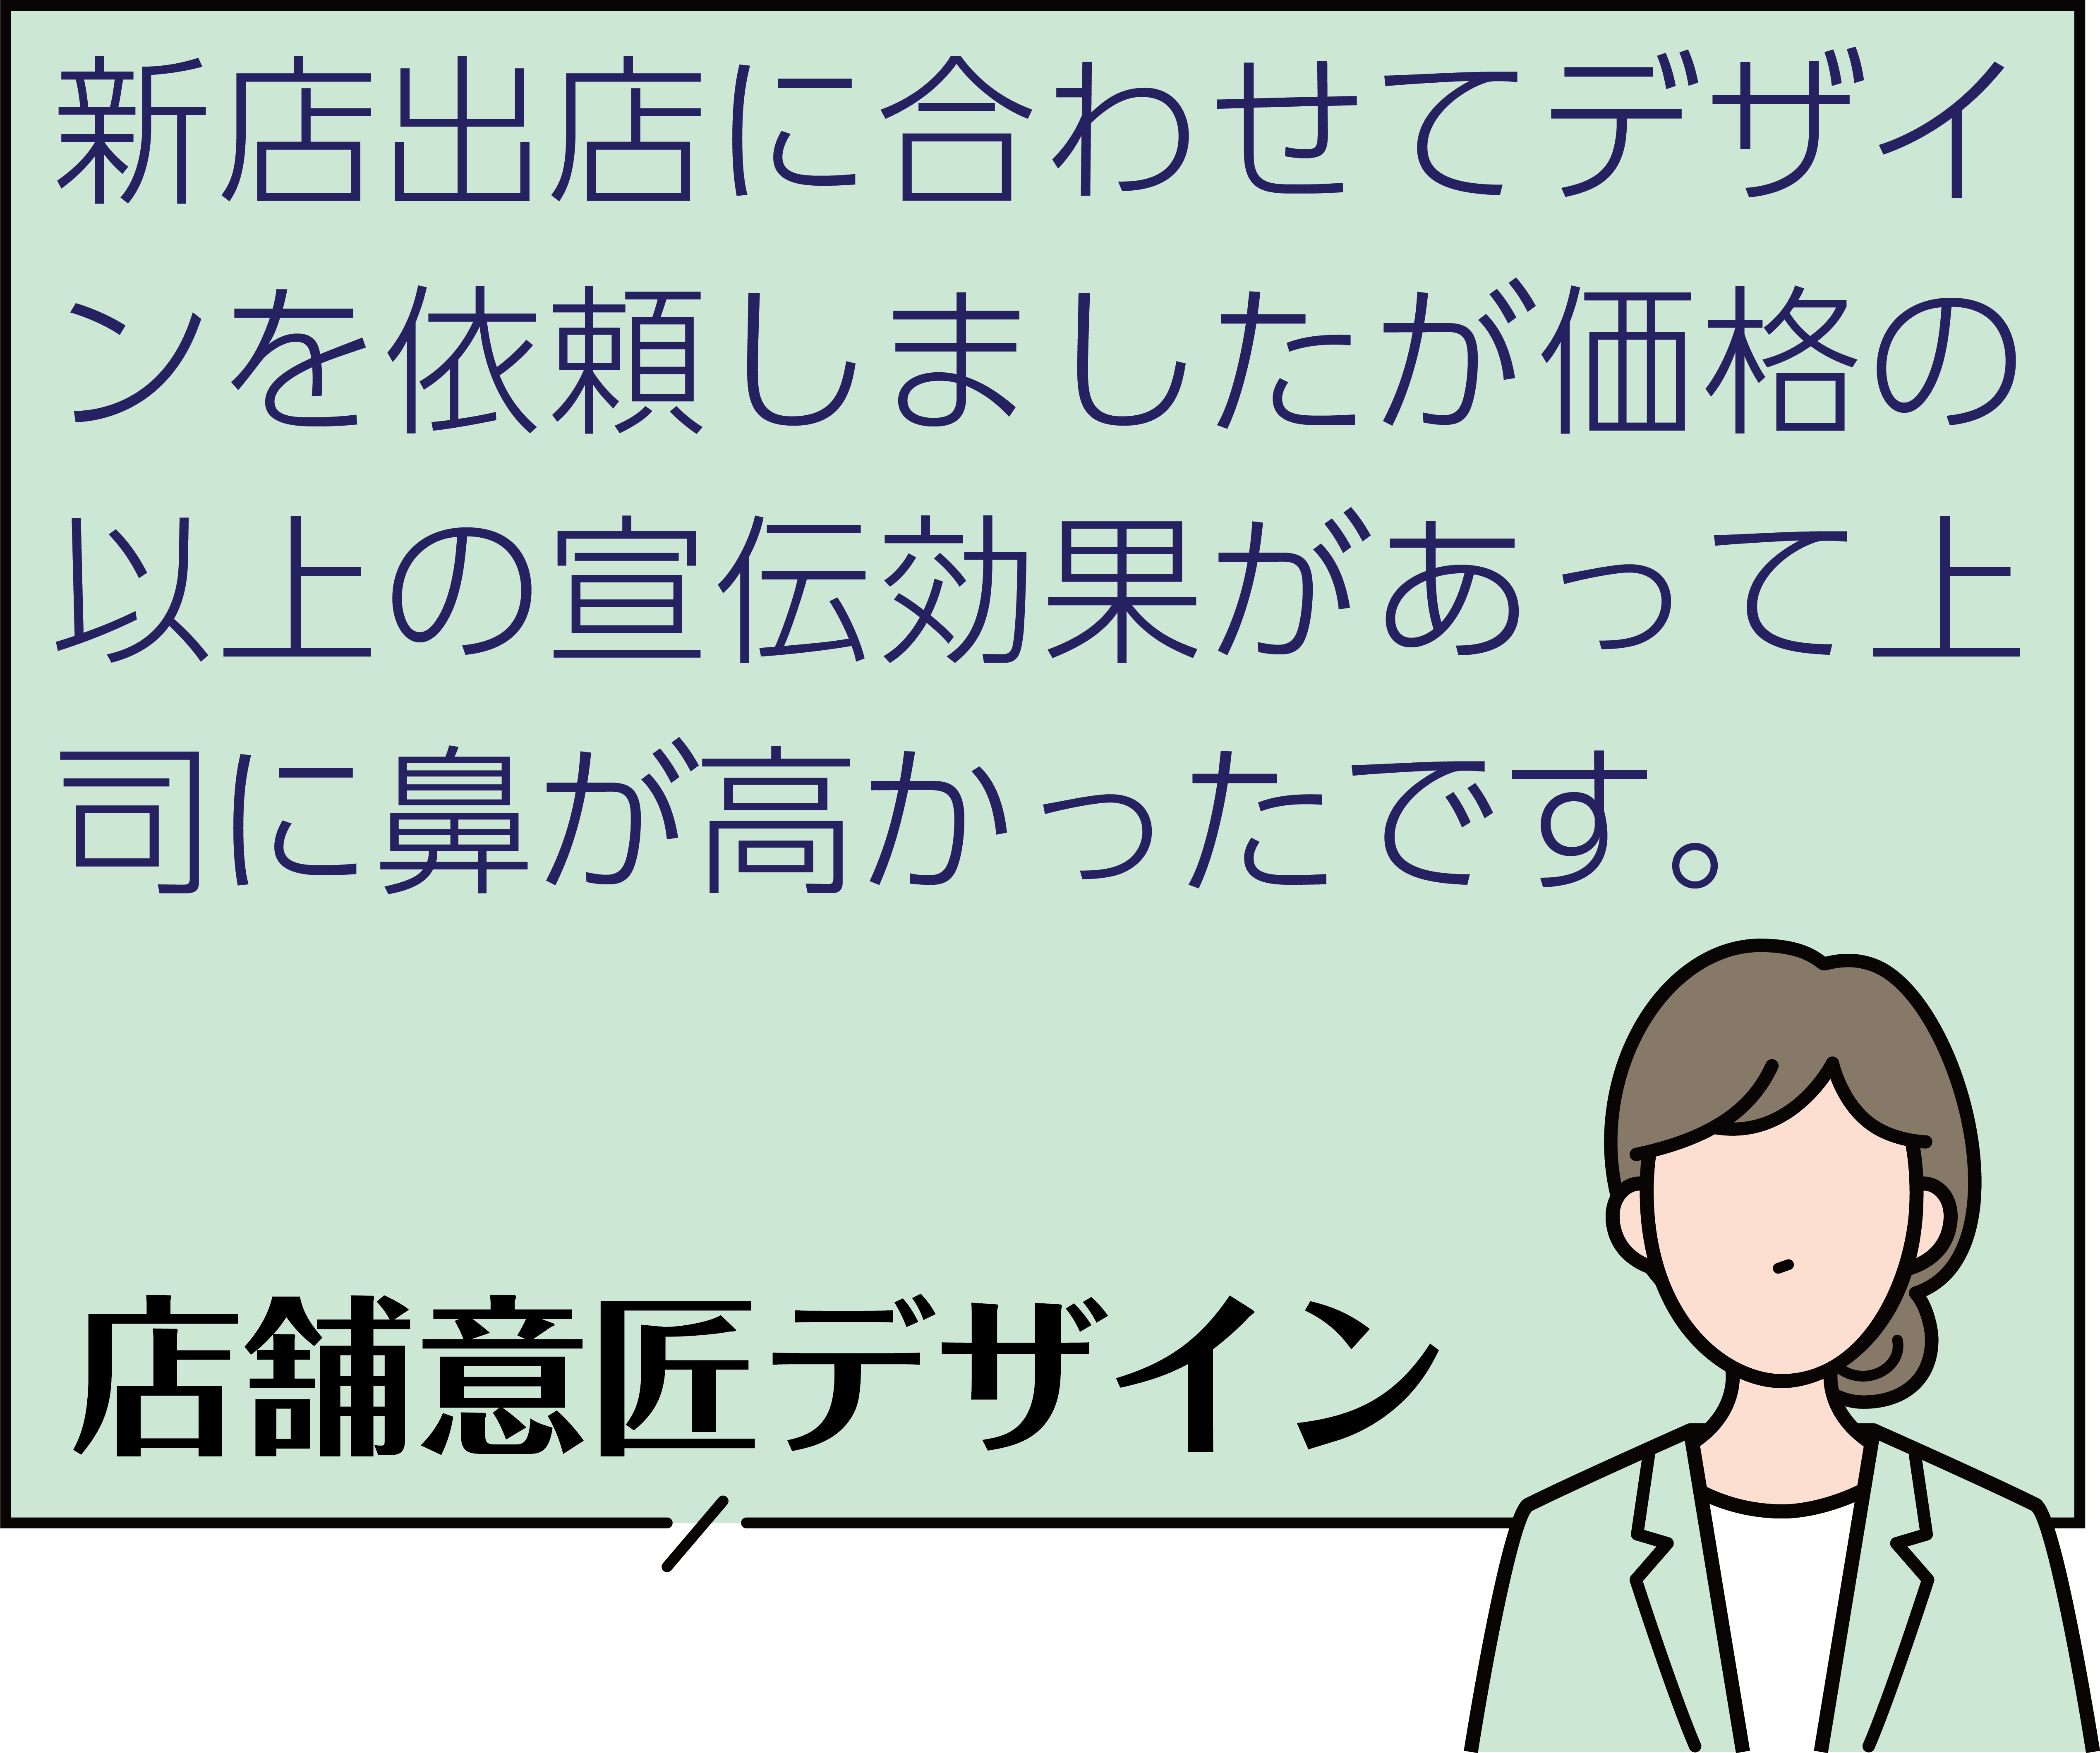 新店出店に合わせてデザイ
ンを依頼しましたが価格の
以上の宣伝効果があって上
司に鼻が高かったです。
店舗意匠デザイン